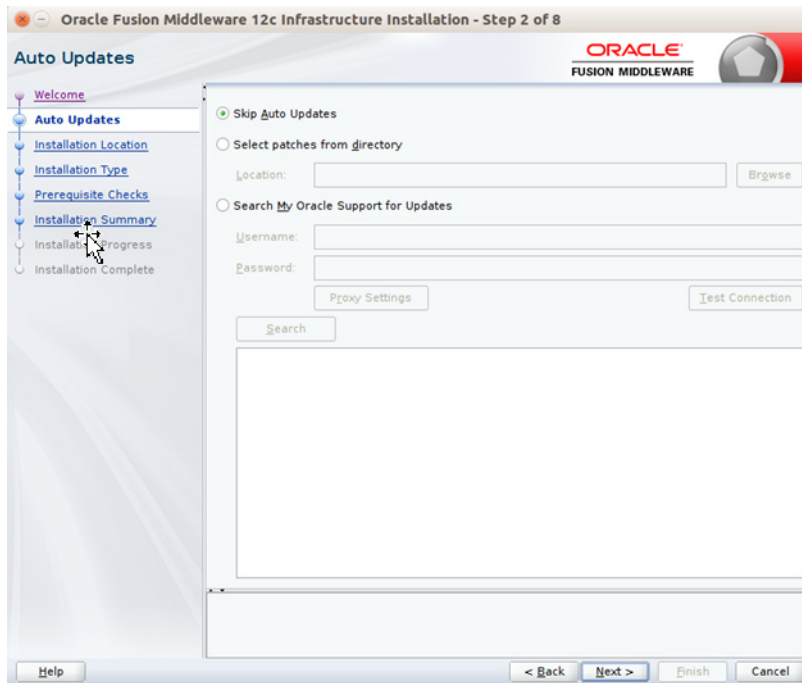 Oracle Fusion Middleware 12c Infrastructure Installation - Step 2 of 8
Auto Updates
ORACLE
FUSION MIDDLEWARE
Welcome
Auto Updates
Installation Location
Installation Type
Prerequisite Checks
Installation Summary
Installation Progress
Installation Complete
Skip Auto Updates
Select patches from directory
Location:
Browse
Search My Oracle Support for Updates
Username:
Password:
Proxy Settings
Test Connection
Search
Help
< Back
Next >
Finish
Cancel